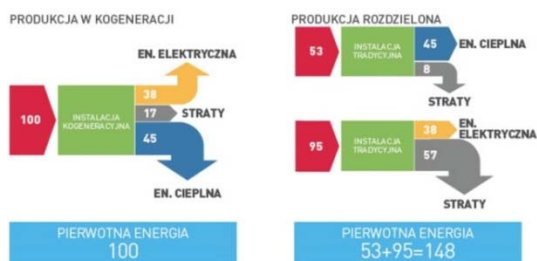 PRODUKCJA W KOGENERACJI
EN. ELEKTRYCZNA
100
INSTALACJA
KOGENERACYJNA
38
17
STRATY
45
EN. CIEPLNA
PIERWOTNA ENERGIA
100
PRODUKCJA ROZDZIELONA
53
INSTALACJA
TRADYCYJNA
45
EN. CIEPLNA
8
STRATY
95
INSTALACJA
TRADYCYJNA
38
EN.
ELEKTRYCZNA
57
STRATY
PIERWOTNA ENERGIA
53+95=148